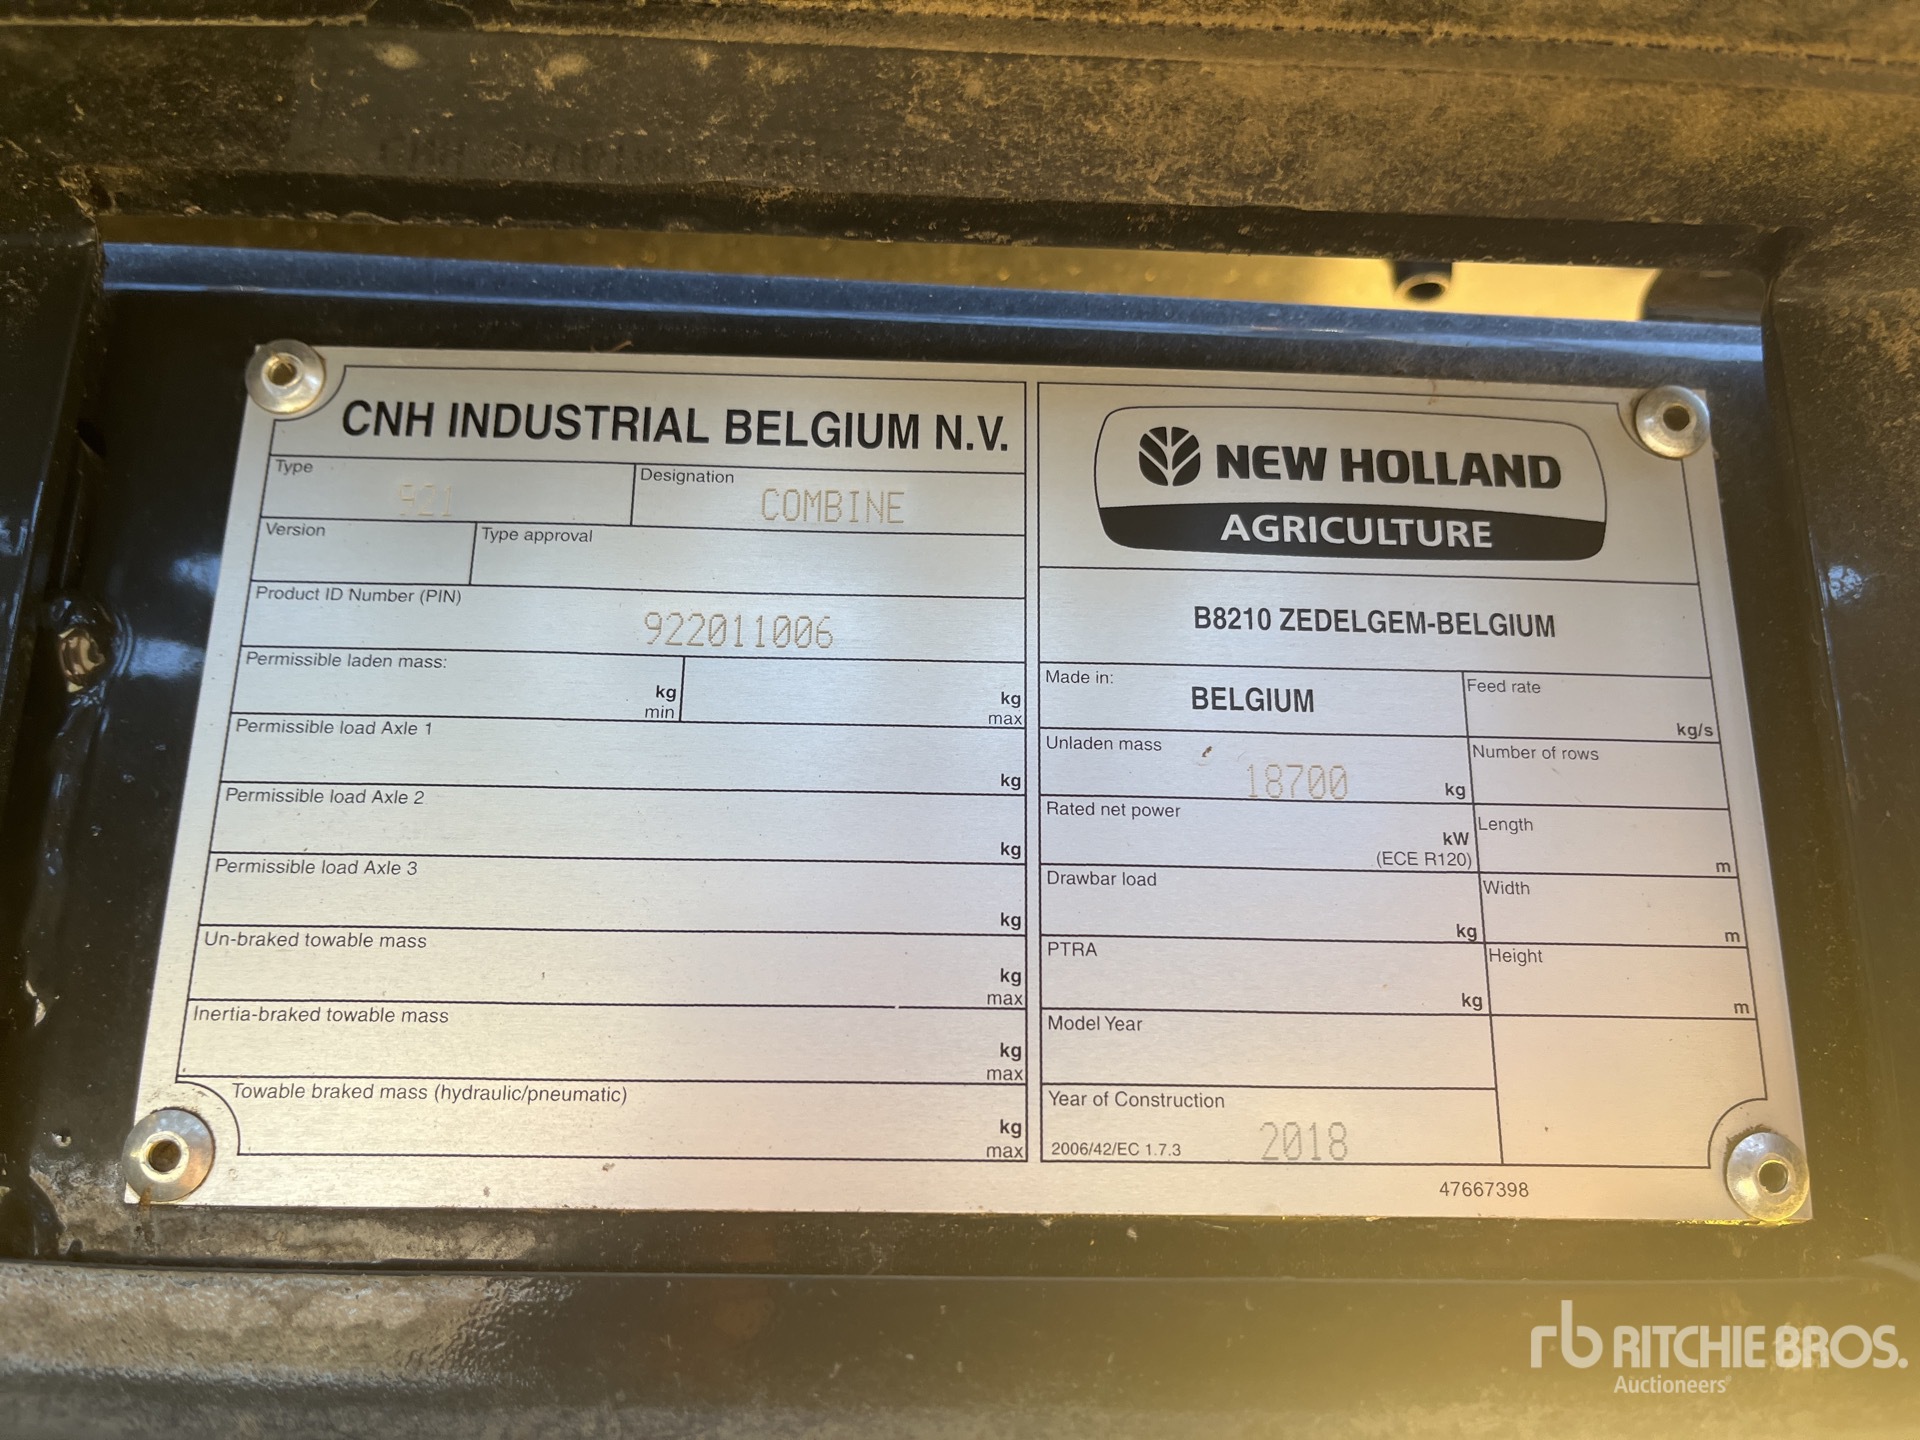 CNH INDUSTRIAL BELGIUM N.V.
Type
921
Designation
COMBINE
Version
Type approval
Product ID Number (PIN)
922011006
Permissible laden mass:
kg
min
kg
max
Permissible load Axle 1
kg
Permissible load Axle 2
kg
Permissible load Axle 3
kg
Un-braked towable mass
kg
max
Inertia-braked towable mass
kg
max
Towable braked mass (hydraulic/pneumatic)
kg
max
NEW HOLLAND
AGRICULTURE
B8210 ZEDELGEM-BELGIUM
Made in:
BELGIUM
Feed rate
kg/s
Unladen mass
18700
kg
Number of rows
Rated net power
kW
(ECE R120)
Length
m
Drawbar load
kg
Width
m
PTRA
kg
Height
m
Model Year
Year of Construction
2006/42/EC 1.7.3
2018
47667398
rb RITCHIE BROS.
Auctioneers